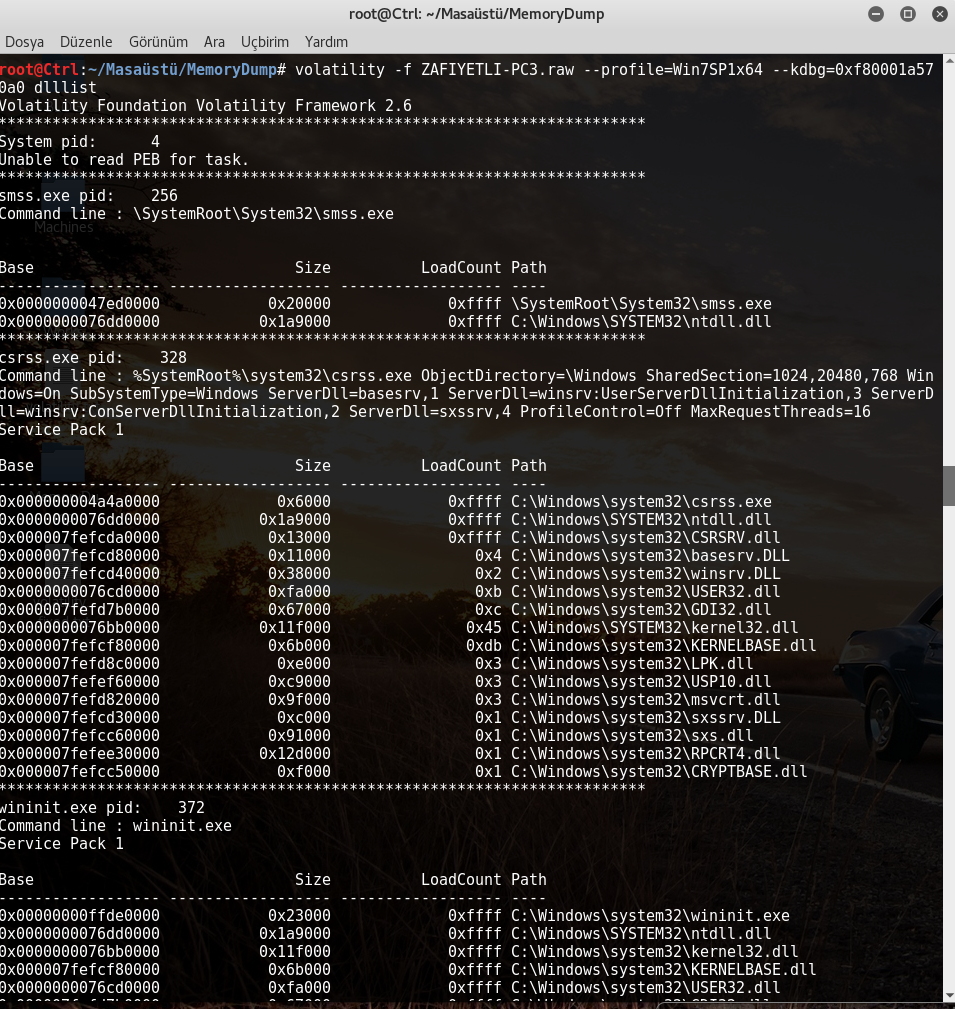 root@Ctrl: ~/Masaüstü/MemoryDump
Dosya Düzenle Görünüm Ara Uçbirim Yardım
root@Ctrl:~/Masaüstü/MemoryDump# volatility -f ZAFIYETLI-PC3.raw --profile=Win7SP1x64 --kdbg=0xf80001a57
0a0 dlllist
Volatility Foundation Volatility Framework 2.6
************************************************************************
System pid:      4
Unable to read PEB for task.
************************************************************************
smss.exe pid:    256
Command line : \SystemRoot\System32\smss.exe
Machines
Base                             Size          LoadCount Path
------------------ ------------------ ------------------ ----
0x0000000047ed0000            0x20000             0xffff \SystemRoot\System32\smss.exe
0x0000000076dd0000           0x1a9000             0xffff C:\Windows\SYSTEM32\ntdll.dll
************************************************************************
csrss.exe pid:    328
Command line : %SystemRoot%\system32\csrss.exe ObjectDirectory=\Windows SharedSection=1024,20480,768 Win
dows=On SubSystemType=Windows ServerDll=basesrv,1 ServerDll=winsrv:UserServerDllInitialization,3 ServerD
ll=winsrv:ConServerDllInitialization,2 ServerDll=sxssrv,4 ProfileControl=Off MaxRequestThreads=16
Service Pack 1
Base                             Size          LoadCount Path
------------------ ------------------ ------------------ ----
0x000000004a4a0000             0x6000             0xffff C:\Windows\system32\csrss.exe
0x0000000076dd0000           0x1a9000             0xffff C:\Windows\SYSTEM32\ntdll.dll
0x000007fefcda0000            0x13000             0xffff C:\Windows\system32\CSRSRV.dll
0x000007fefcd80000            0x11000                0x4 C:\Windows\system32\basesrv.DLL
0x000007fefcd40000            0x38000                0x2 C:\Windows\system32\winsrv.DLL
0x0000000076cd0000            0xfa000                0xb C:\Windows\system32\USER32.dll
0x000007fefd7b0000            0x67000                0xc C:\Windows\system32\GDI32.dll
0x0000000076bb0000           0x11f000               0x45 C:\Windows\SYSTEM32\kernel32.dll
0x000007fefcf80000            0x6b000               0xdb C:\Windows\system32\KERNELBASE.dll
0x000007fefd8c0000             0xe000                0x3 C:\Windows\system32\LPK.dll
0x000007fefef60000            0xc9000                0x3 C:\Windows\system32\USP10.dll
0x000007fefd820000            0x9f000                0x3 C:\Windows\system32\msvcrt.dll
0x000007fefcd30000             0xc000                0x1 C:\Windows\system32\sxssrv.DLL
0x000007fefcc60000            0x91000                0x1 C:\Windows\system32\sxs.dll
0x000007fefee30000           0x12d000                0x1 C:\Windows\system32\RPCRT4.dll
0x000007fefcc50000             0xf000                0x1 C:\Windows\system32\CRYPTBASE.dll
************************************************************************
wininit.exe pid:    372
Command line : wininit.exe
Service Pack 1
Base                             Size          LoadCount Path
------------------ ------------------ ------------------ ----
0x00000000ffde0000            0x23000             0xffff C:\Windows\system32\wininit.exe
0x0000000076dd0000           0x1a9000             0xffff C:\Windows\SYSTEM32\ntdll.dll
0x0000000076bb0000           0x11f000             0xffff C:\Windows\system32\kernel32.dll
0x000007fefcf80000            0x6b000             0xffff C:\Windows\system32\KERNELBASE.dll
0x0000000076cd0000            0xfa000             0xffff C:\Windows\system32\USER32.dll